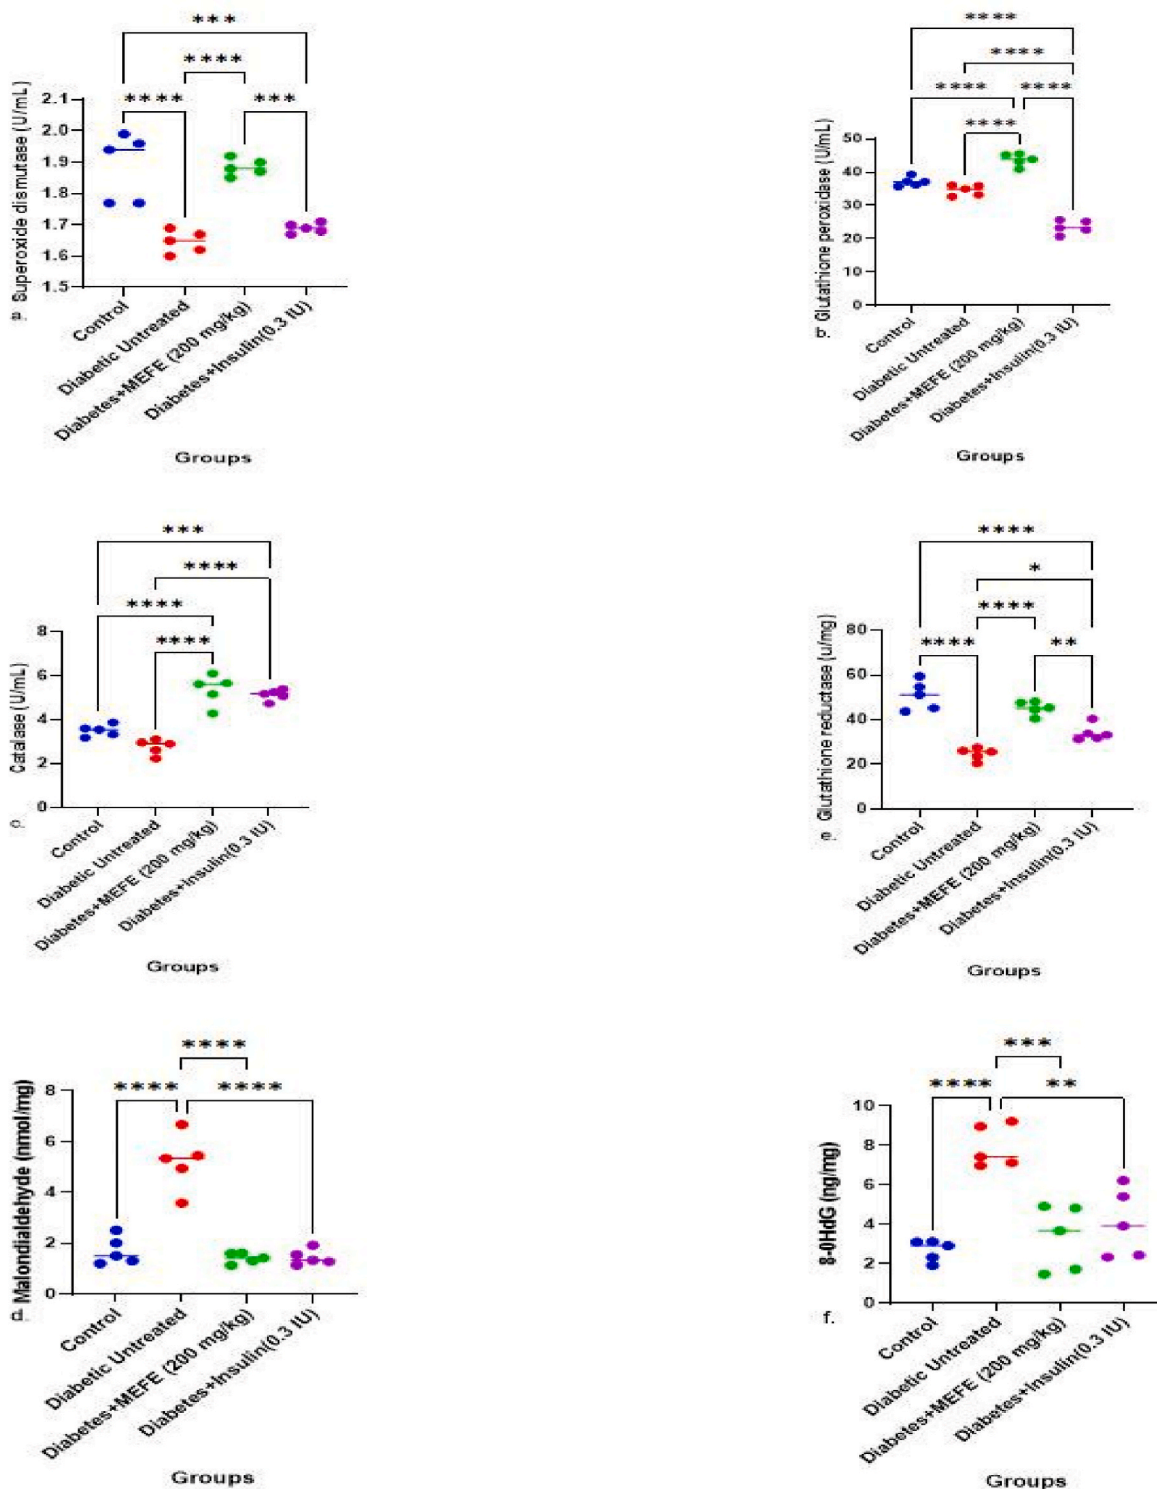 ***
****
****
***
Superoxide dismutase (U/mL)
2.1
2.0
1.9
1.8
1.7
1.6
1.5
Control
Diabetic Untreated
Diabetes+MEFE (200 mg/kg)
Diabetes+Insulin(0.3 IU)
Groups
****
****
****
****
****
Glutathione peroxidase (U/mL)
50
40
30
20
10
0
Control
Diabetic Untreated
Diabetes+MEFE (200 mg/kg)
Diabetes+Insulin(0.3 IU)
Groups
***
****
****
****
Catalase (U/mL)
8
6
4
2
0
Control
Diabetic Untreated
Diabetes+MEFE (200 mg/kg)
Diabetes+Insulin(0.3 IU)
Groups
****
*
****
****
**
Glutathione reductase (u/mg)
80
60
40
20
0
Control
Diabetic Untreated
Diabetes+MEFE (200 mg/kg)
Diabetes+Insulin(0.3 IU)
Groups
****
****
****
Malondialdehyde (nmol/mg)
8
6
4
2
0
Control
Diabetic Untreated
Diabetes+MEFE (200 mg/kg)
Diabetes+Insulin(0.3 IU)
Groups
***
****
**
8-0HdG (ng/mg)
10
8
6
4
2
0
f.
Control
Diabetic Untreated
Diabetes+MEFE (200 mg/kg)
Diabetes+Insulin(0.3 IU)
Groups